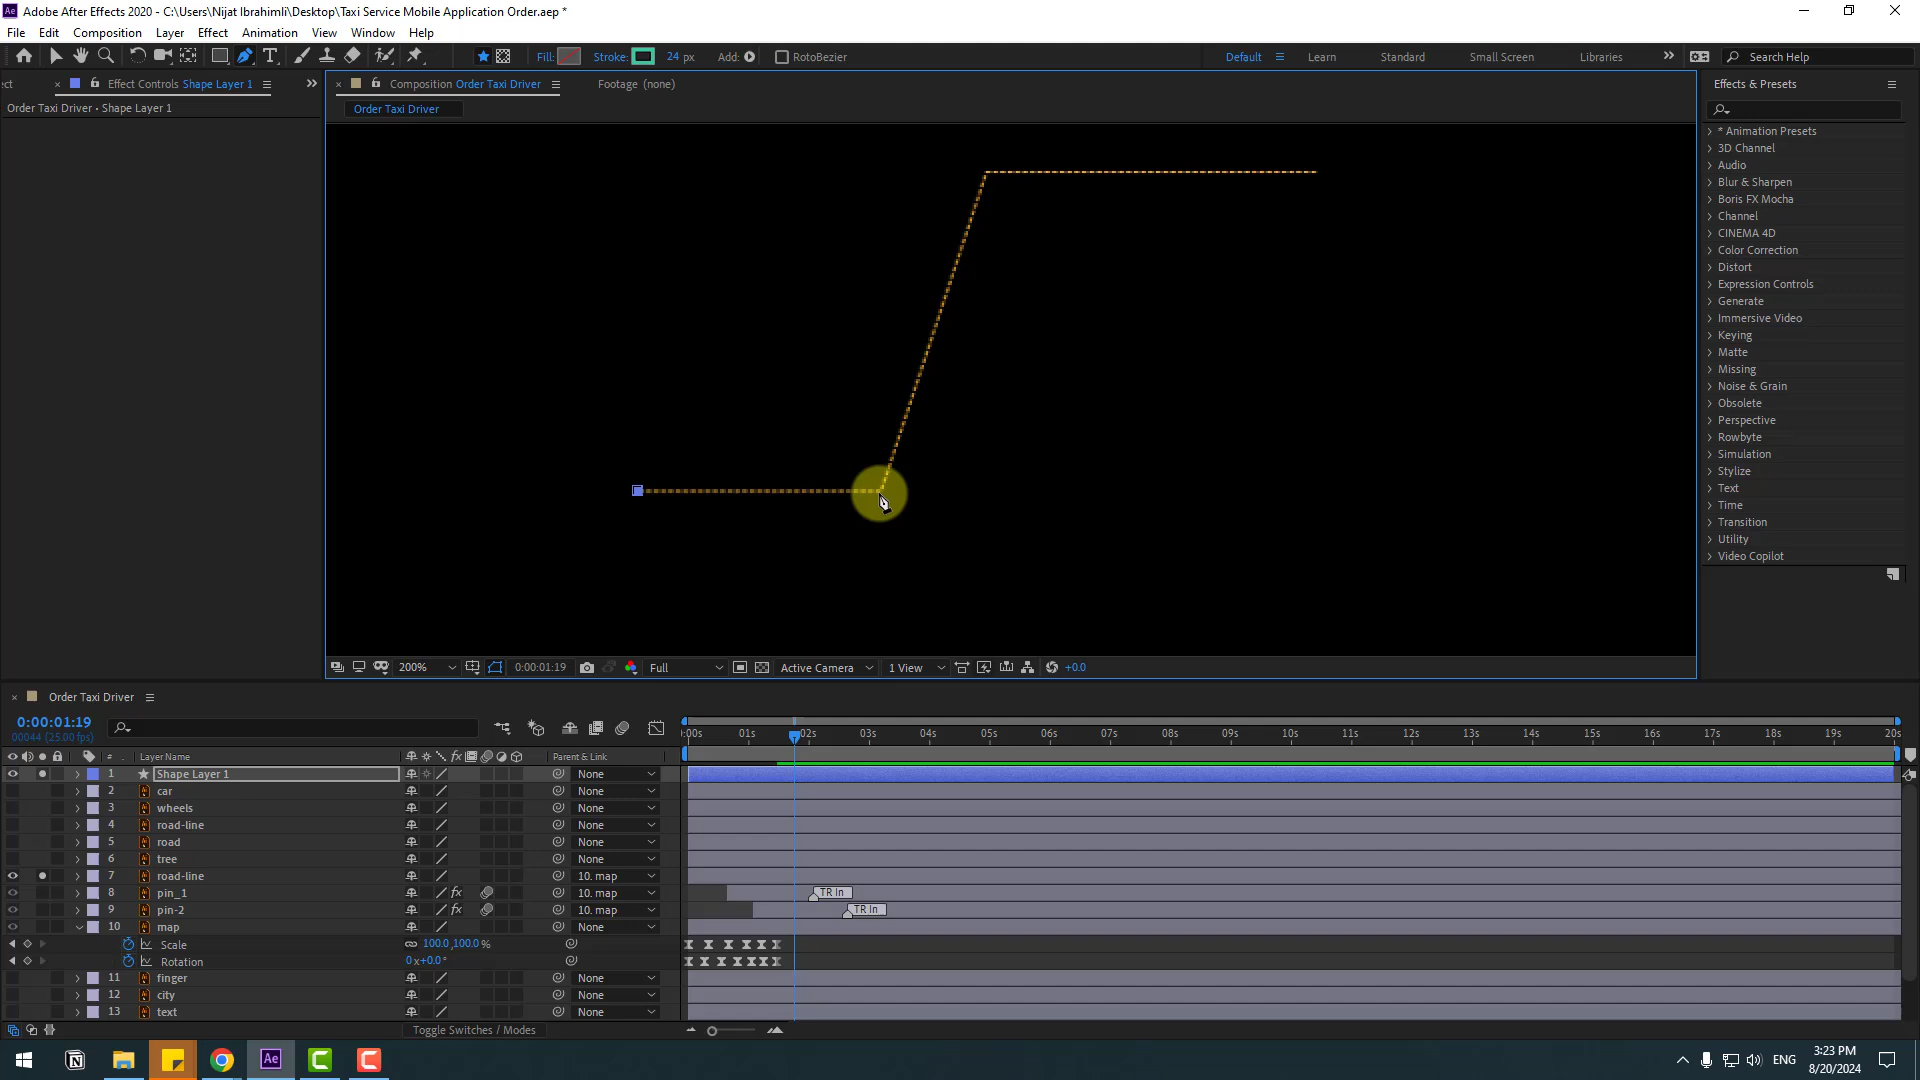 Adobe After Effects 2020 - C:\Users\Nijat Ibrahimli\Desktop\Taxi Service Mobile Application Order.aep *
File Edit Composition Layer Effect Animation View Window Help
Fill: Stroke: 24 px Add: RotoBezier Default Learn Standard Small Screen Libraries Search Help
ect Effect Controls Shape Layer 1 Composition Order Taxi Driver Footage (none) Effects & Presets
Order Taxi Driver • Shape Layer 1
Order Taxi Driver
* Animation Presets
3D Channel
Audio
Blur & Sharpen
Boris FX Mocha
Channel
CINEMA 4D
Color Correction
Distort
Expression Controls
Generate
Immersive Video
Keying
Matte
Missing
Noise & Grain
Obsolete
Perspective
Rowbyte
Simulation
Stylize
Text
Time
Transition
Utility
Video Copilot
200% 0:00:01:19 Full Active Camera 1 View +0.0
Order Taxi Driver
0:00:01:19
00044 (25.00 fps)
:00s 01s 02s 03s 04s 05s 06s 07s 08s 09s 10s 11s 12s 13s 14s 15s 16s 17s 18s 19s 20s
# Layer Name Parent & Link
1 Shape Layer 1 None
2 car None
3 wheels None
4 road-line None
5 road None
6 tree None
7 road-line 10. map
8 pin_1 fx 10. map TR In
9 pin-2 fx 10. map TR In
10 map None
Scale 100.0,100.0 %
Rotation 0x+0.0°
11 finger None
12 city None
13 text None
Toggle Switches / Modes
Ae ENG 3:23 PM
8/20/2024